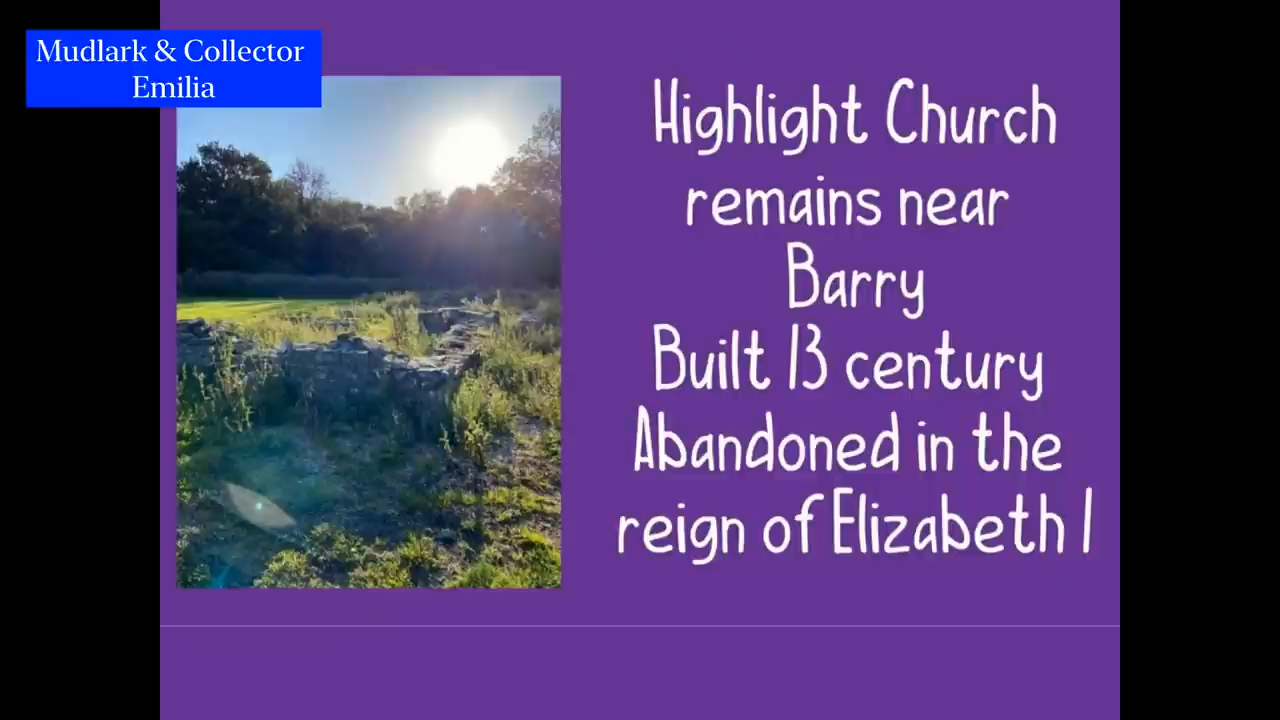 Mudlark & Collector
Emilia
Highlight Church
remains near
Barry
Built 13 century
Abandoned in the
reign of Elizabeth I